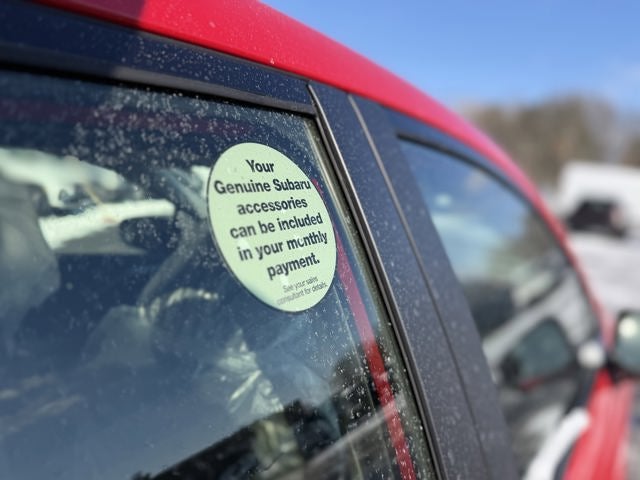 Your
Genuine Subaru
accessories
can be included
in your monthly
payment.
See your sales
consultant for details.